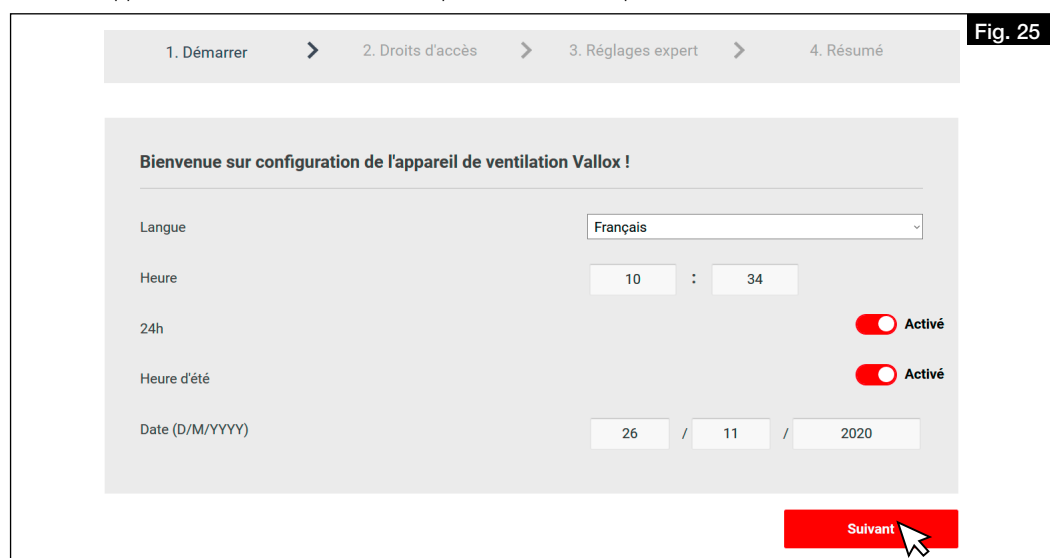 Fig. 25
1. Démarrer > 2. Droits d'accès > 3. Réglages expert > 4. Résumé
Bienvenue sur configuration de l'appareil de ventilation Vallox !
Langue Français
Heure 10 : 34
24h Activé
Heure d'été Activé
Date (D/M/YYYY) 26 / 11 / 2020
Suivant